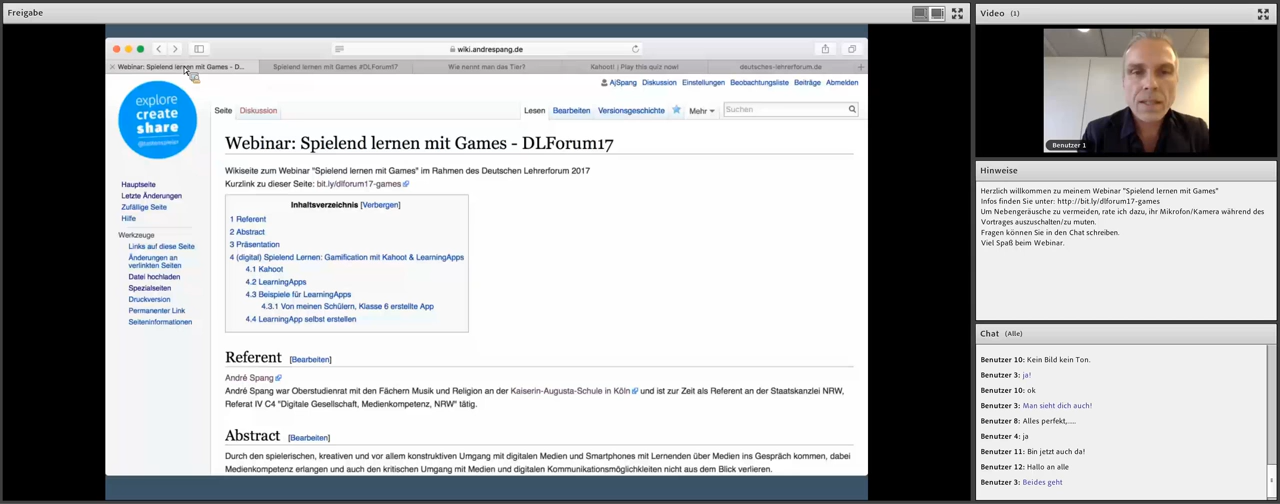 Freigabe
wiki.andrespang.de
Webinar: Spielend lernen mit Games - D...
Spielend lernen mit Games #DLForum17
Wie nennt man das Tier?
Kahoot! | Play this quiz now!
deutsches-lehrerforum.de
AjSpang Diskussion Einstellungen Beobachtungsliste Beiträge Abmelden
explore
create
share
Seite Diskussion
Lesen Bearbeiten Versionsgeschichte Mehr Suchen
Webinar: Spielend lernen mit Games - DLForum17
Wikiseite zum Webinar "Spielend lernen mit Games" im Rahmen des Deutschen Lehrerforum 2017
Kurzlink zu dieser Seite: bit.ly/dlforum17-games
Hauptseite
Letzte Änderungen
Zufällige Seite
Hilfe
Werkzeuge
Links auf diese Seite
Änderungen an
verlinkten Seiten
Datei hochladen
Spezialseiten
Druckversion
Permanenter Link
Seiteninformationen
Inhaltsverzeichnis [Verbergen]
1 Referent
2 Abstract
3 Präsentation
4 (digital) Spielend Lernen: Gamification mit Kahoot & LearningApps
4.1 Kahoot
4.2 LearningApps
4.3 Beispiele für LearningApps
4.3.1 Von meinen Schülern, Klasse 6 erstellte App
4.4 LearningApp selbst erstellen
Referent [Bearbeiten]
André Spang
André Spang war Oberstudienrat mit den Fächern Musik und Religion an der Kaiserin-Augusta-Schule in Köln und ist zur Zeit als Referent an der Staatskanzlei NRW,
Referat IV C4 "Digitale Gesellschaft, Medienkompetenz, NRW" tätig.
Abstract [Bearbeiten]
Durch den spielerischen, kreativen und vor allem konstruktiven Umgang mit digitalen Medien und Smartphones mit Lernenden über Medien ins Gespräch kommen, dabei
Medienkompetenz erlangen und auch den kritischen Umgang mit Medien und digitalen Kommunikationsmöglichkeiten nicht aus dem Blick verlieren.
Video (1)
Benutzer 1
Hinweise
Herzlich willkommen zu meinem Webinar "Spielend lernen mit Games"
Infos finden Sie unter: http://bit.ly/dlforum17-games
Um Nebengeräusche zu vermeiden, rate ich dazu, ihr Mikrofon/Kamera während des
Vortrages auszuschalten/zu muten.
Fragen können Sie in den Chat schreiben.
Viel Spaß beim Webinar.
Chat (Alle)
Benutzer 10: Kein Bild kein Ton.
Benutzer 3: ja!
Benutzer 10: ok
Benutzer 3: Man sieht dich auch!
Benutzer 8: Alles perfekt,....
Benutzer 4: ja
Benutzer 11: Bin jetzt auch da!
Benutzer 12: Hallo an alle
Benutzer 3: Beides geht